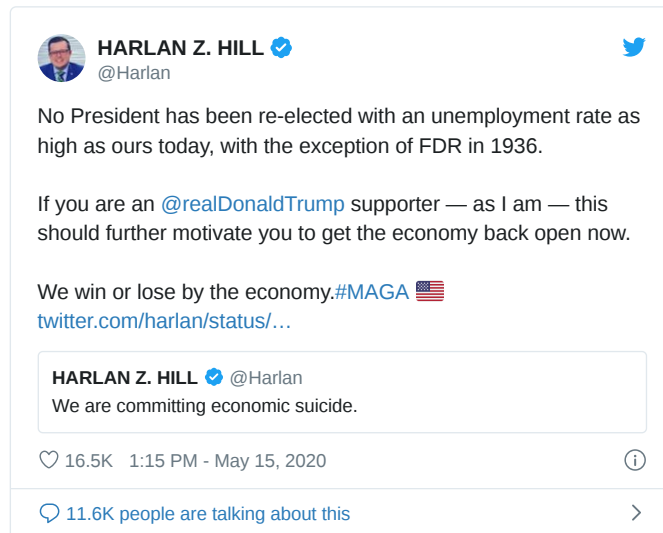 HARLAN Z. HILL
@Harlan
No President has been re-elected with an unemployment rate as
high as ours today, with the exception of FDR in 1936.
If you are an @realDonaldTrump supporter — as I am — this
should further motivate you to get the economy back open now.
We win or lose by the economy.#MAGA 🇺🇸
twitter.com/harlan/status/…
HARLAN Z. HILL @Harlan
We are committing economic suicide.
16.5K 1:15 PM - May 15, 2020
11.6K people are talking about this